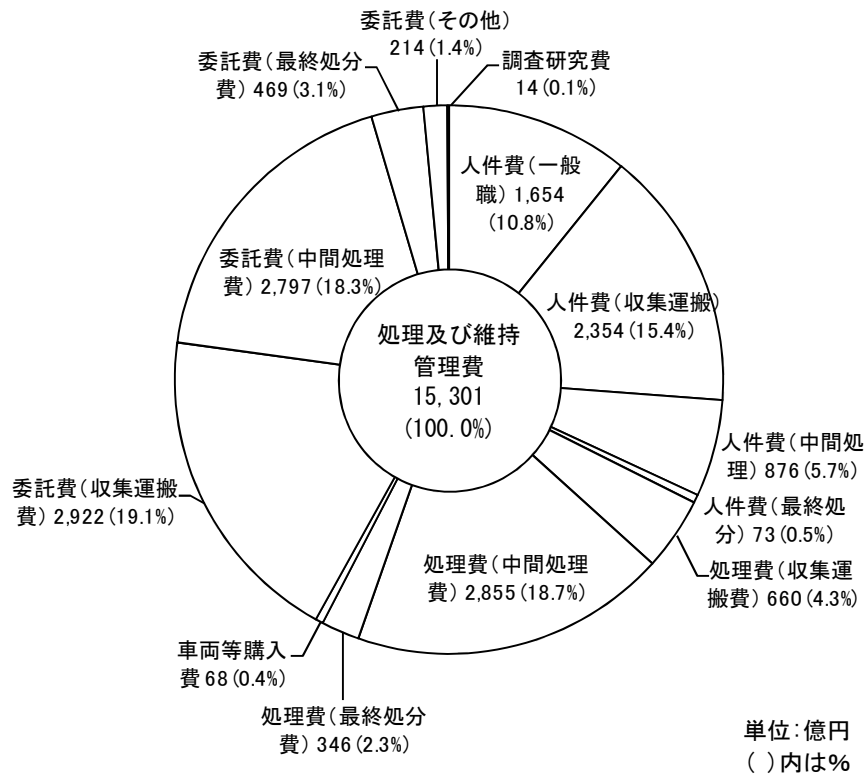 委託費(その他)
214(1.4%)
調査研究費
14(0.1%)
委託費(最終処分
費) 469(3.1%)
人件費(一般
職) 1,654
(10.8%)
委託費(中間処理
費) 2,797(18.3%)
人件費(収集運搬)
2,354(15.4%)
処理及び維持
管理費
15,301
(100.0%)
人件費(中間処
理) 876(5.7%)
人件費(最終処
分) 73(0.5%)
委託費(収集運搬
費) 2,922(19.1%)
処理費(収集運
搬費) 660(4.3%)
処理費(中間処理
費) 2,855(18.7%)
車両等購入
費 68(0.4%)
処理費(最終処分
費) 346(2.3%)
単位:億円
( )内は%